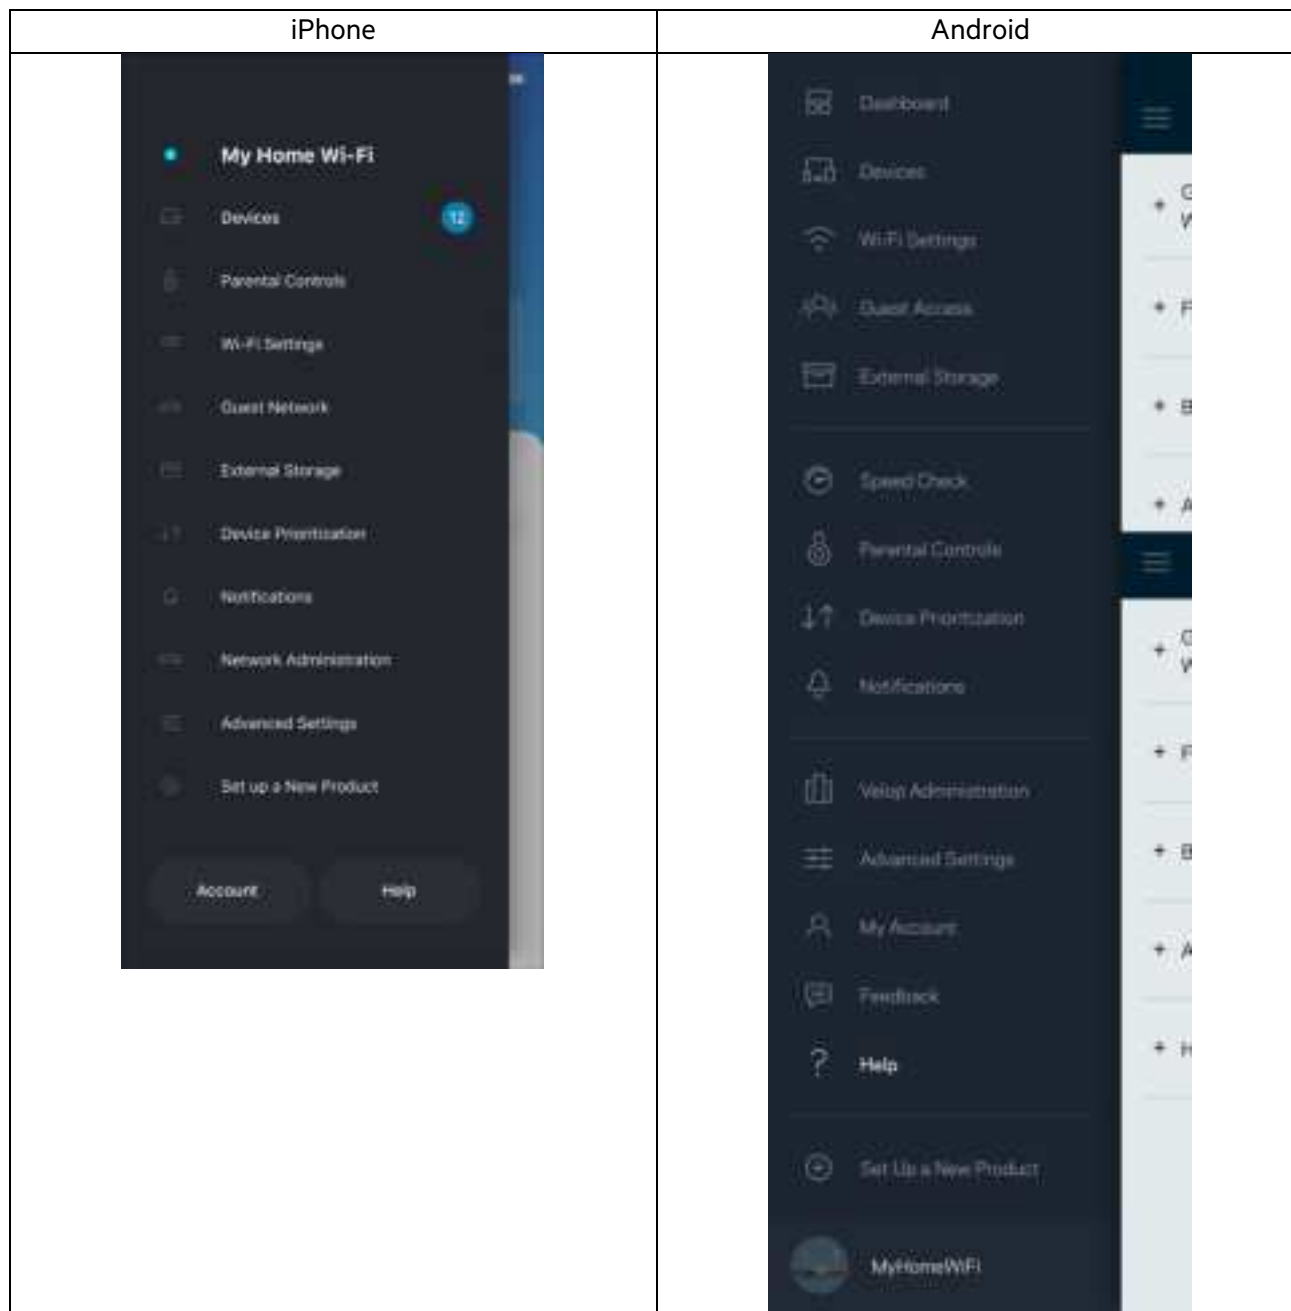 iPhone
Android
My Home Wi-Fi
Devices
12
Parental Controls
Wi-Fi Settings
Guest Network
External Storage
Device Prioritization
Notifications
Network Administration
Advanced Settings
Set up a New Product
Account
Help
Dashboard
Devices
Wi-Fi Settings
Guest Access
External Storage
Speed Check
Parental Controls
Device Prioritization
Notifications
Velop Administration
Advanced Settings
My Account
Feedback
Help
Set Up a New Product
MyHomeWiFi
+ G
W
+ F
+ B
+ A
+ G
W
+ F
+ B
+ A
+ H